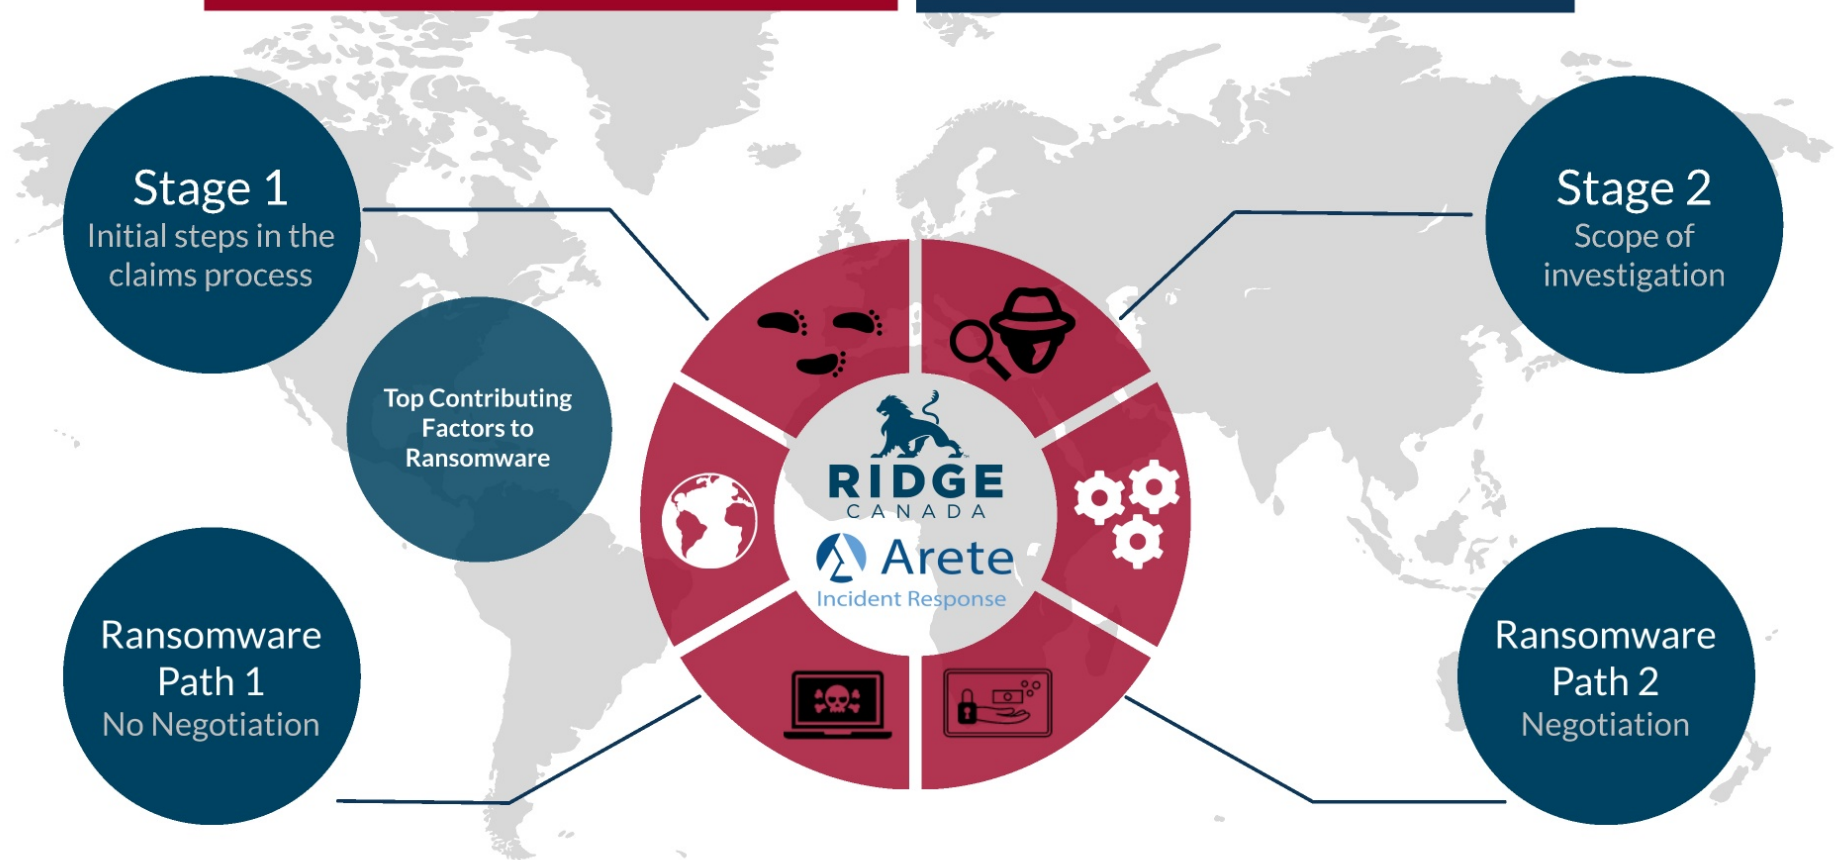 Stage 1
Initial steps in the
claims process
Stage 2
Scope of
investigation
Top Contributing
Factors to
Ransomware
RIDGE
CANADA
Arete
Incident Response
Ransomware
Path 1
No Negotiation
Ransomware
Path 2
Negotiation